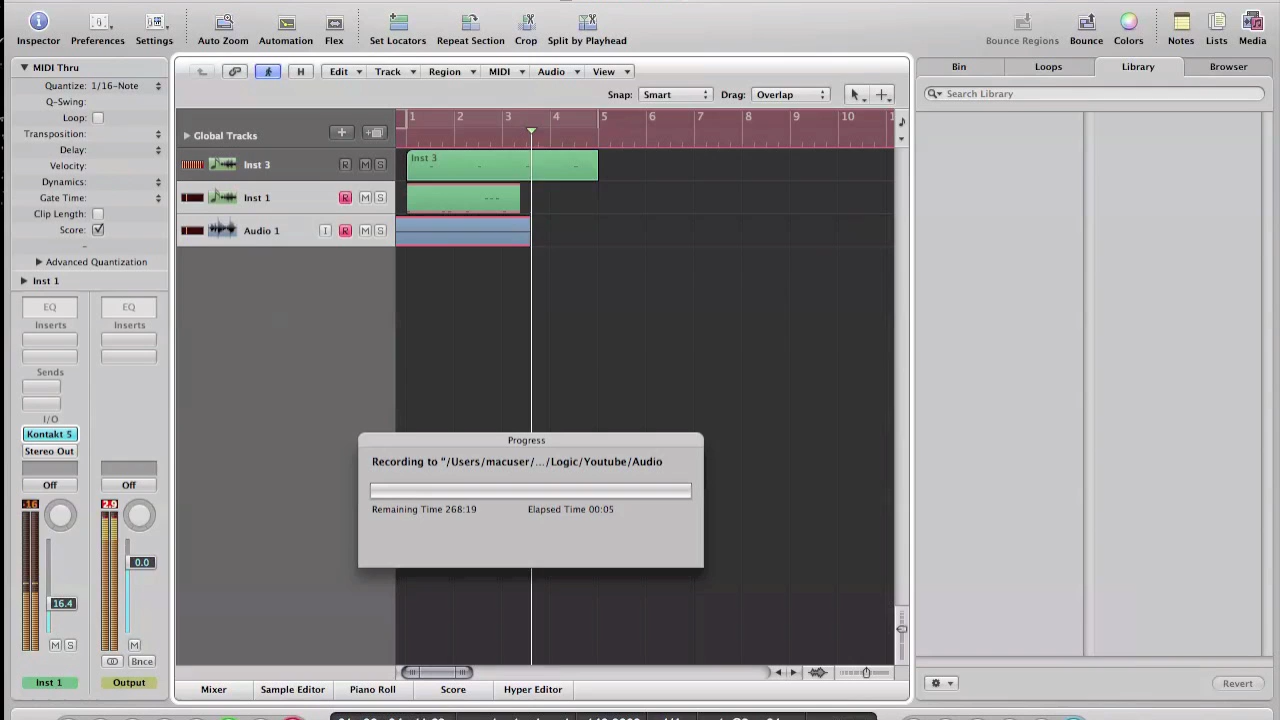 Inspector Preferences Settings Auto Zoom Automation Flex Set Locators Repeat Section Crop Split by Playhead Bounce Regions Bounce Colors Notes Lists Media
MIDI Thru
Quantize: 1/16-Note
Q-Swing:
Loop:
Transposition:
Delay:
Velocity:
Dynamics:
Gate Time:
Clip Length:
Score:
Advanced Quantization
Inst 1
EQ EQ
Inserts Inserts
Sends
I/O
Kontakt 5
Stereo Out
Off Off
-16 2.9
0.0
16.4
M S M
Bnce
Inst 1 Output
H Edit Track Region MIDI Audio View
Snap: Smart Drag: Overlap
Global Tracks
1 2 3 4 5 6 7 8 9 10
Inst 3 R M S
Inst 3
Inst 1 R M S
Audio 1 I R M S
Progress
Recording to "/Users/macuser/.../Logic/Youtube/Audio
Remaining Time 268:19 Elapsed Time 00:05
Mixer Sample Editor Piano Roll Score Hyper Editor
Bin Loops Library Browser
Search Library
Revert